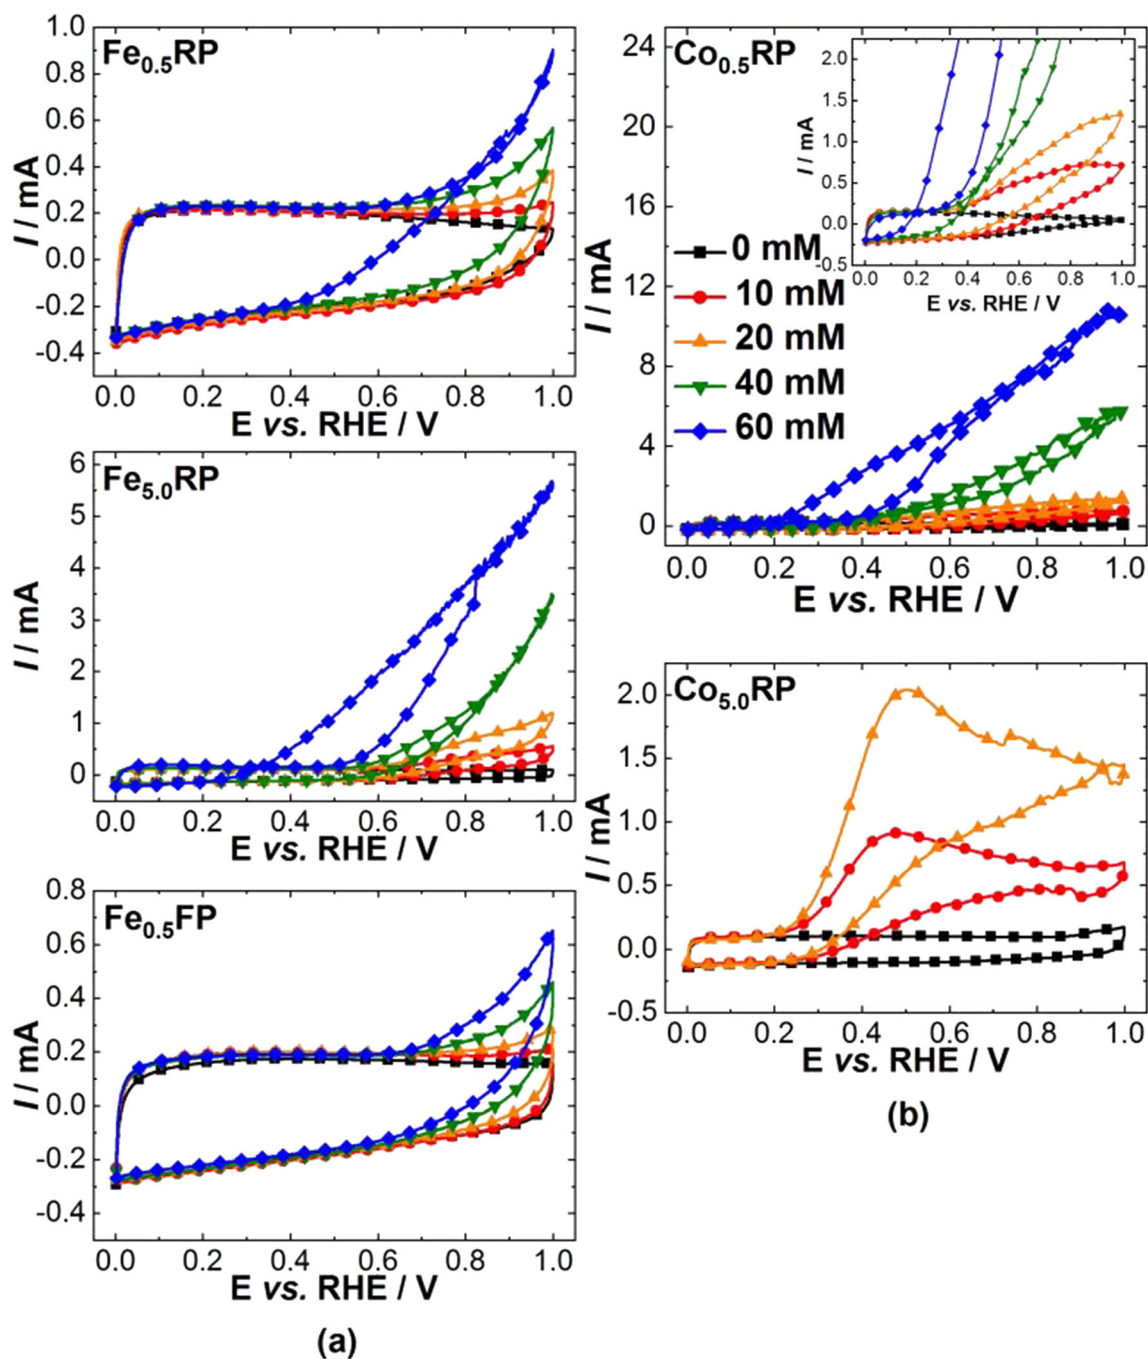 Fe0.5RP
I / mA
1.0
0.8
0.6
0.4
0.2
0.0
-0.2
-0.4
0.0 0.2 0.4 0.6 0.8 1.0
E vs. RHE / V
Fe5.0RP
I / mA
6
5
4
3
2
1
0
0.0 0.2 0.4 0.6 0.8 1.0
E vs. RHE / V
Fe0.5FP
I / mA
0.8
0.6
0.4
0.2
0.0
-0.2
-0.4
0.0 0.2 0.4 0.6 0.8 1.0
E vs. RHE / V
(a)
Co0.5RP
I / mA
24
20
16
12
8
4
0
I / mA
2.0
1.5
1.0
0.5
0.0
-0.5
0.0 0.2 0.4 0.6 0.8 1.0
E vs. RHE / V
0 mM
10 mM
20 mM
40 mM
60 mM
0.0 0.2 0.4 0.6 0.8 1.0
E vs. RHE / V
Co5.0RP
I / mA
2.0
1.5
1.0
0.5
0.0
-0.5
0.0 0.2 0.4 0.6 0.8 1.0
E vs. RHE / V
(b)